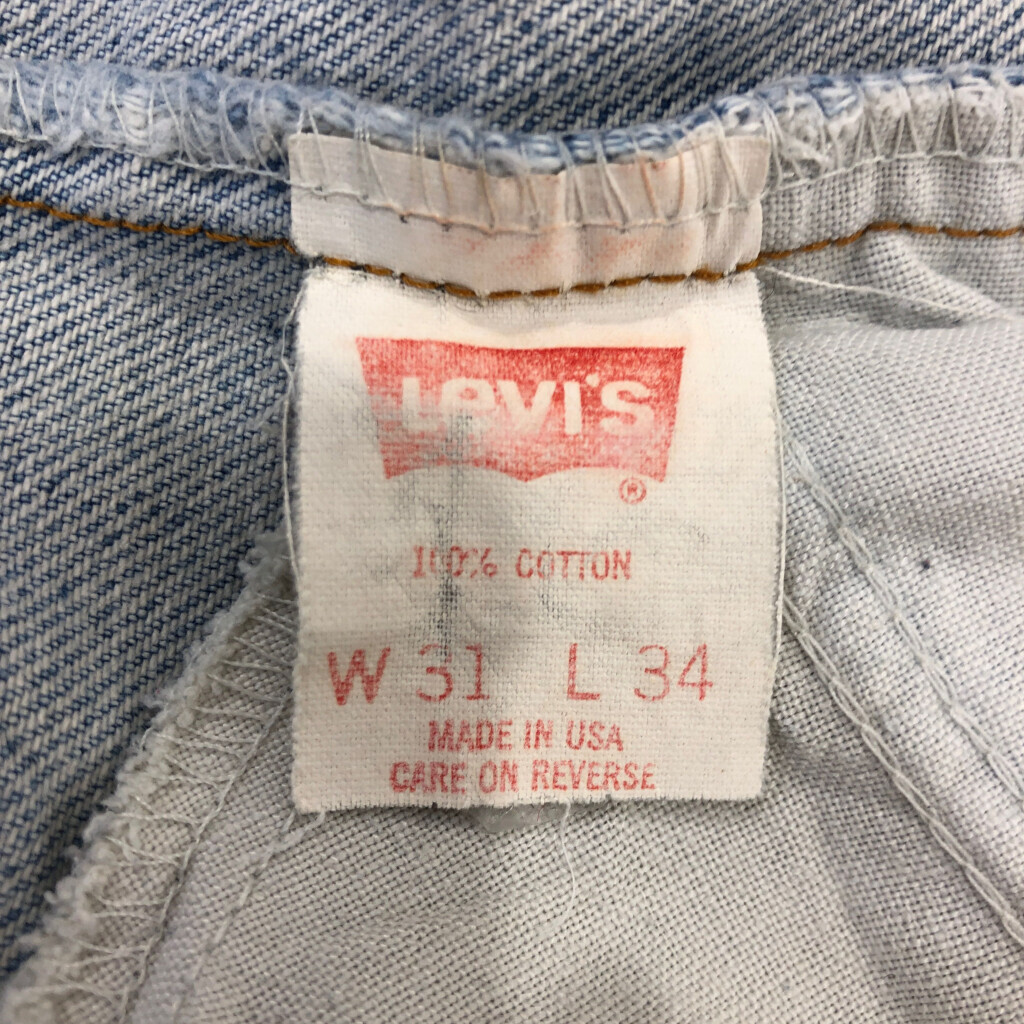 LeVI'S
®
100% COTTON
W 31 L 34
MADE IN USA
CARE ON REVERSE